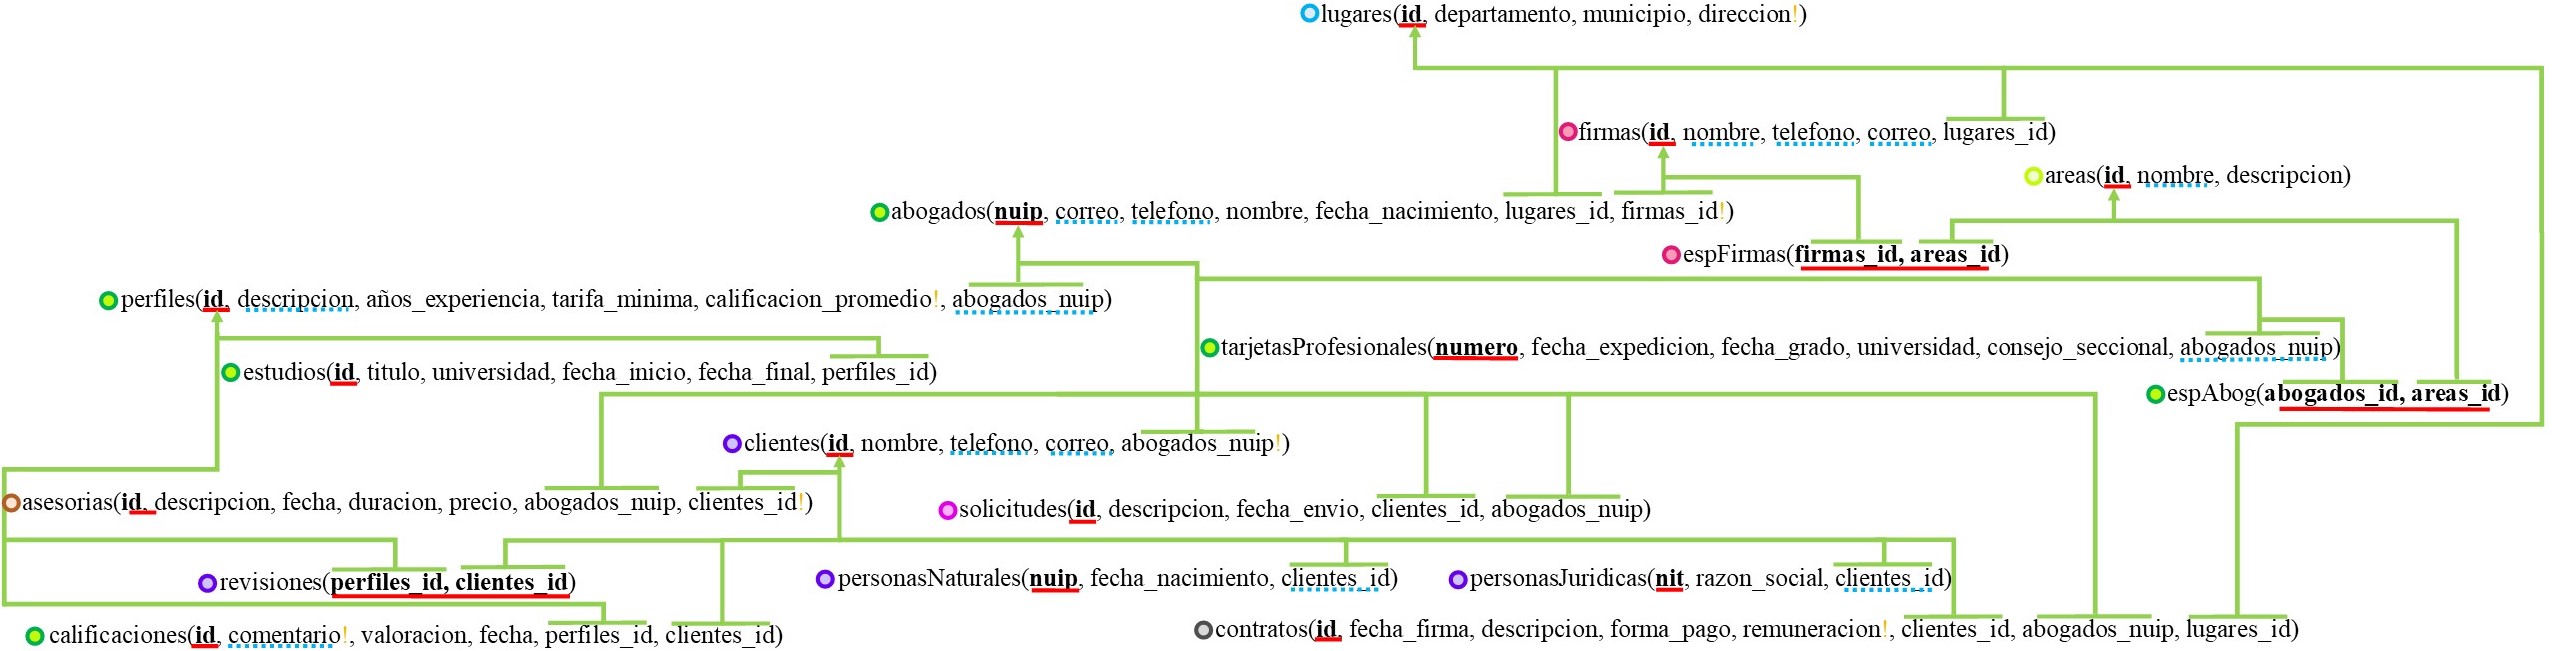 lugares(id, departamento, municipio, direccion!)
firmas(id, nombre, telefono, correo, lugares_id)
areas(id, nombre, descripcion)
abogados(nuip, correo, telefono, nombre, fecha_nacimiento, lugares_id, firmas_id!)
espFirmas(firmas_id, areas_id)
perfiles(id, descripcion, años_experiencia, tarifa_minima, calificacion_promedio!, abogados_nuip)
tarjetasProfesionales(numero, fecha_expedicion, fecha_grado, universidad, consejo_seccional, abogados_nuip)
estudios(id, titulo, universidad, fecha_inicio, fecha_final, perfiles_id)
espAbog(abogados_id, areas_id)
clientes(id, nombre, telefono, correo, abogados_nuip!)
asesorias(id, descripcion, fecha, duracion, precio, abogados_nuip, clientes_id!)
solicitudes(id, descripcion, fecha_envio, clientes_id, abogados_nuip)
revisiones(perfiles_id, clientes_id)
personasNaturales(nuip, fecha_nacimiento, clientes_id)
personasJuridicas(nit, razon_social, clientes_id)
calificaciones(id, comentario!, valoracion, fecha, perfiles_id, clientes_id)
contratos(id, fecha_firma, descripcion, forma_pago, remuneracion!, clientes_id, abogados_nuip, lugares_id)